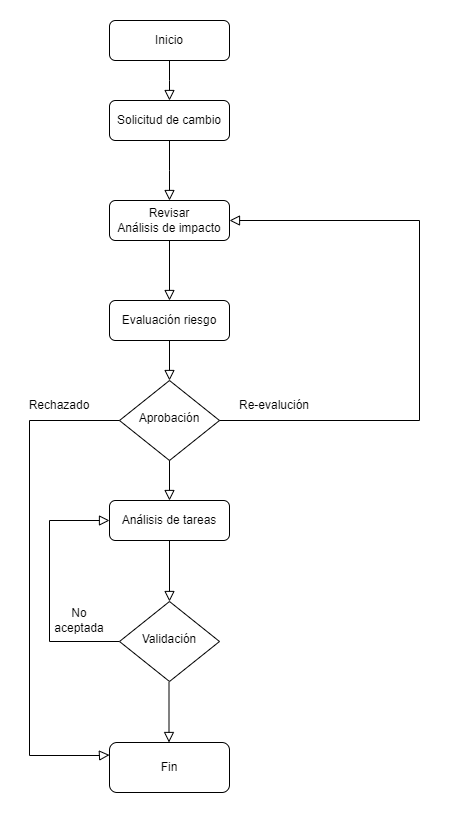 Inicio
Solicitud de cambio
Revisar
Análisis de impacto
Evaluación riesgo
Rechazado
Re-evalución
Aprobación
Análisis de tareas
No
aceptada
Validación
Fin